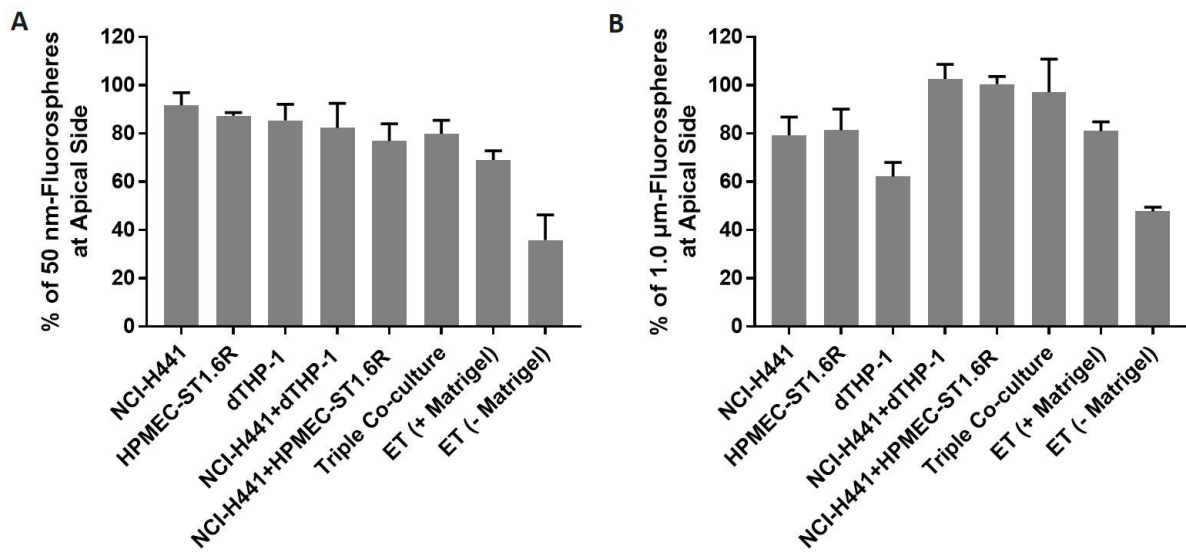 A
% of 50 nm-Fluorospheres
at Apical Side
120
100
80
60
40
20
0
NCI-H441
HPMEC-ST1.6R
dTHP-1
NCI-H441+dTHP-1
NCI-H441+HPMEC-ST1.6R
Triple Co-culture
ET (+ Matrigel)
ET (- Matrigel)
B
% of 1.0 µm-Fluorospheres
at Apical Side
120
100
80
60
40
20
0
NCI-H441
HPMEC-ST1.6R
dTHP-1
NCI-H441+dTHP-1
NCI-H441+HPMEC-ST1.6R
Triple Co-culture
ET (+ Matrigel)
ET (- Matrigel)